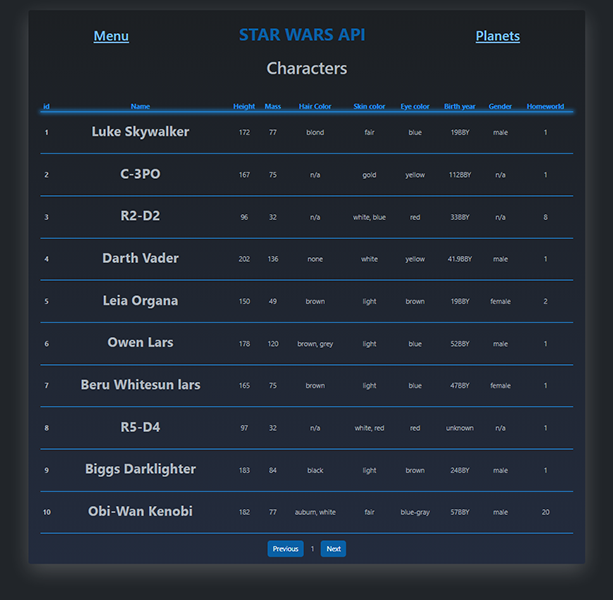 Menu STAR WARS API Planets
Characters
id Name Height Mass Hair Color Skin color Eye color Birth year Gender Homeworld
1 Luke Skywalker 172 77 blond fair blue 19BBY male 1
2 C-3PO 167 75 n/a gold yellow 112BBY n/a 1
3 R2-D2 96 32 n/a white, blue red 33BBY n/a 8
4 Darth Vader 202 136 none white yellow 41.9BBY male 1
5 Leia Organa 150 49 brown light brown 19BBY female 2
6 Owen Lars 178 120 brown, grey light blue 52BBY male 1
7 Beru Whitesun lars 165 75 brown light blue 47BBY female 1
8 R5-D4 97 32 n/a white, red red unknown n/a 1
9 Biggs Darklighter 183 84 black light brown 24BBY male 1
10 Obi-Wan Kenobi 182 77 auburn, white fair blue-gray 57BBY male 20
Previous 1 Next